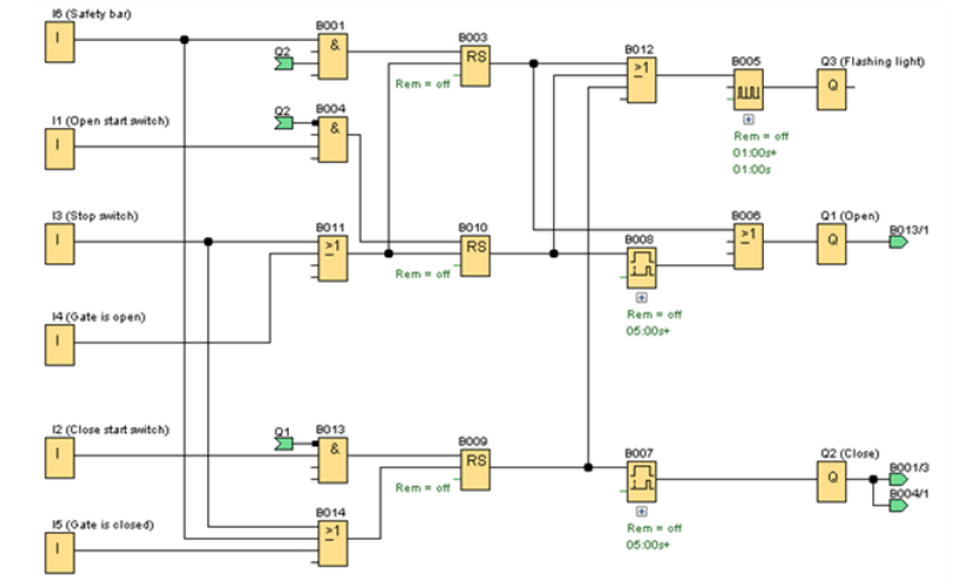 I6 (Safety bar)
I
Q2
B001
&
B003
RS
Rem = off
B012
>1
B005
Q3 (Flashing light)
Q
Rem = off
01:00s+
01:00s
I1 (Open start switch)
I
Q2
B004
&
I3 (Stop switch)
I
B011
>1
B010
RS
Rem = off
B008
Rem = off
05:00s+
B006
>1
Q1 (Open)
Q
B013/1
I4 (Gate is open)
I
I2 (Close start switch)
I
Q1
B013
&
B009
RS
Rem = off
B007
Rem = off
05:00s+
Q2 (Close)
Q
B001/3
B004/1
I5 (Gate is closed)
I
B014
>1